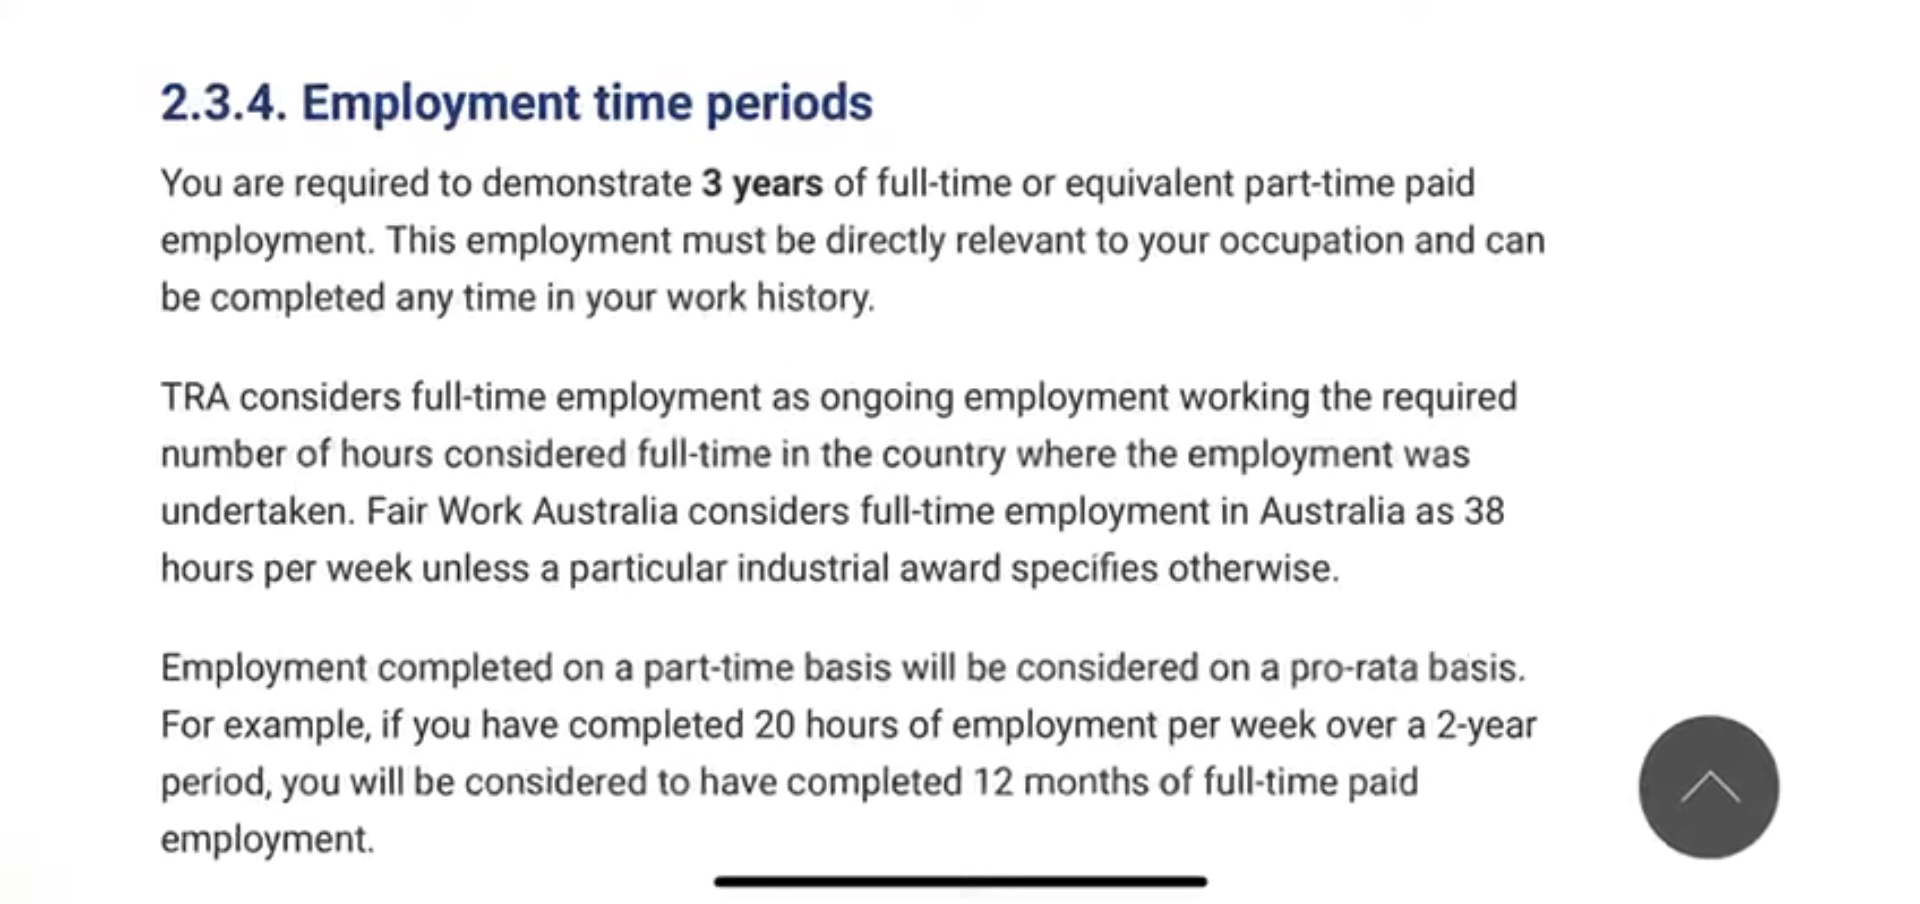 2.3.4. Employment time periods
You are required to demonstrate 3 years of full-time or equivalent part-time paid
employment. This employment must be directly relevant to your occupation and can
be completed any time in your work history.
TRA considers full-time employment as ongoing employment working the required
number of hours considered full-time in the country where the employment was
undertaken. Fair Work Australia considers full-time employment in Australia as 38
hours per week unless a particular industrial award specifies otherwise.
Employment completed on a part-time basis will be considered on a pro-rata basis.
For example, if you have completed 20 hours of employment per week over a 2-year
period, you will be considered to have completed 12 months of full-time paid
employment.